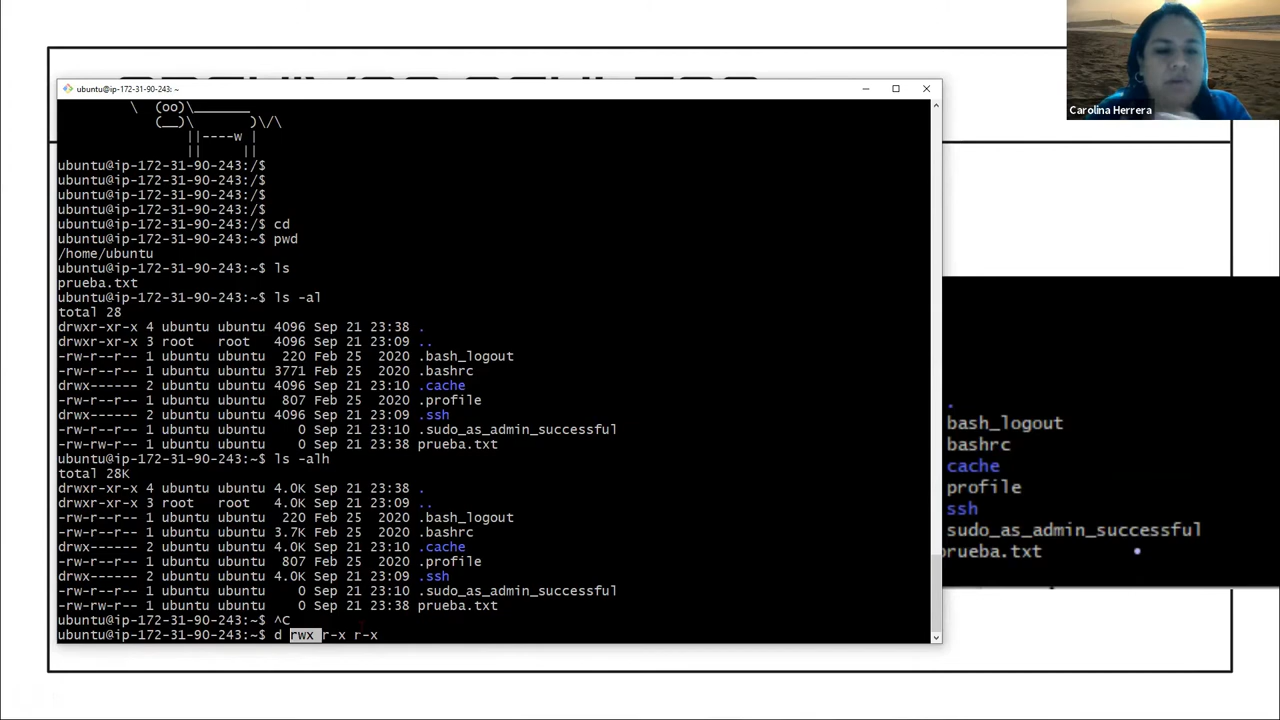 ubuntu@ip-172-31-90-243: ~
Carolina Herrera
\  (oo)\_______
(__)\       )\/\
||----w |
||     ||
ubuntu@ip-172-31-90-243:/$
ubuntu@ip-172-31-90-243:/$
ubuntu@ip-172-31-90-243:/$
ubuntu@ip-172-31-90-243:/$
ubuntu@ip-172-31-90-243:/$ cd
ubuntu@ip-172-31-90-243:~$ pwd
/home/ubuntu
ubuntu@ip-172-31-90-243:~$ ls
prueba.txt
ubuntu@ip-172-31-90-243:~$ ls -al
total 28
drwxr-xr-x 4 ubuntu ubuntu 4096 Sep 21 23:38 .
drwxr-xr-x 3 root   root   4096 Sep 21 23:09 ..
-rw-r--r-- 1 ubuntu ubuntu  220 Feb 25  2020 .bash_logout
-rw-r--r-- 1 ubuntu ubuntu 3771 Feb 25  2020 .bashrc
drwx------ 2 ubuntu ubuntu 4096 Sep 21 23:10 .cache
-rw-r--r-- 1 ubuntu ubuntu  807 Feb 25  2020 .profile
drwx------ 2 ubuntu ubuntu 4096 Sep 21 23:09 .ssh
-rw-r--r-- 1 ubuntu ubuntu    0 Sep 21 23:10 .sudo_as_admin_successful
-rw-rw-r-- 1 ubuntu ubuntu    0 Sep 21 23:38 prueba.txt
ubuntu@ip-172-31-90-243:~$ ls -alh
total 28K
drwxr-xr-x 4 ubuntu ubuntu 4.0K Sep 21 23:38 .
drwxr-xr-x 3 root   root   4.0K Sep 21 23:09 ..
-rw-r--r-- 1 ubuntu ubuntu  220 Feb 25  2020 .bash_logout
-rw-r--r-- 1 ubuntu ubuntu 3.7K Feb 25  2020 .bashrc
drwx------ 2 ubuntu ubuntu 4.0K Sep 21 23:10 .cache
-rw-r--r-- 1 ubuntu ubuntu  807 Feb 25  2020 .profile
drwx------ 2 ubuntu ubuntu 4.0K Sep 21 23:09 .ssh
-rw-r--r-- 1 ubuntu ubuntu    0 Sep 21 23:10 .sudo_as_admin_successful
-rw-rw-r-- 1 ubuntu ubuntu    0 Sep 21 23:38 prueba.txt
ubuntu@ip-172-31-90-243:~$ ^C
ubuntu@ip-172-31-90-243:~$ d rwx r-x r-x
.
bash_logout
bashrc
cache
profile
ssh
sudo_as_admin_successful
prueba.txt